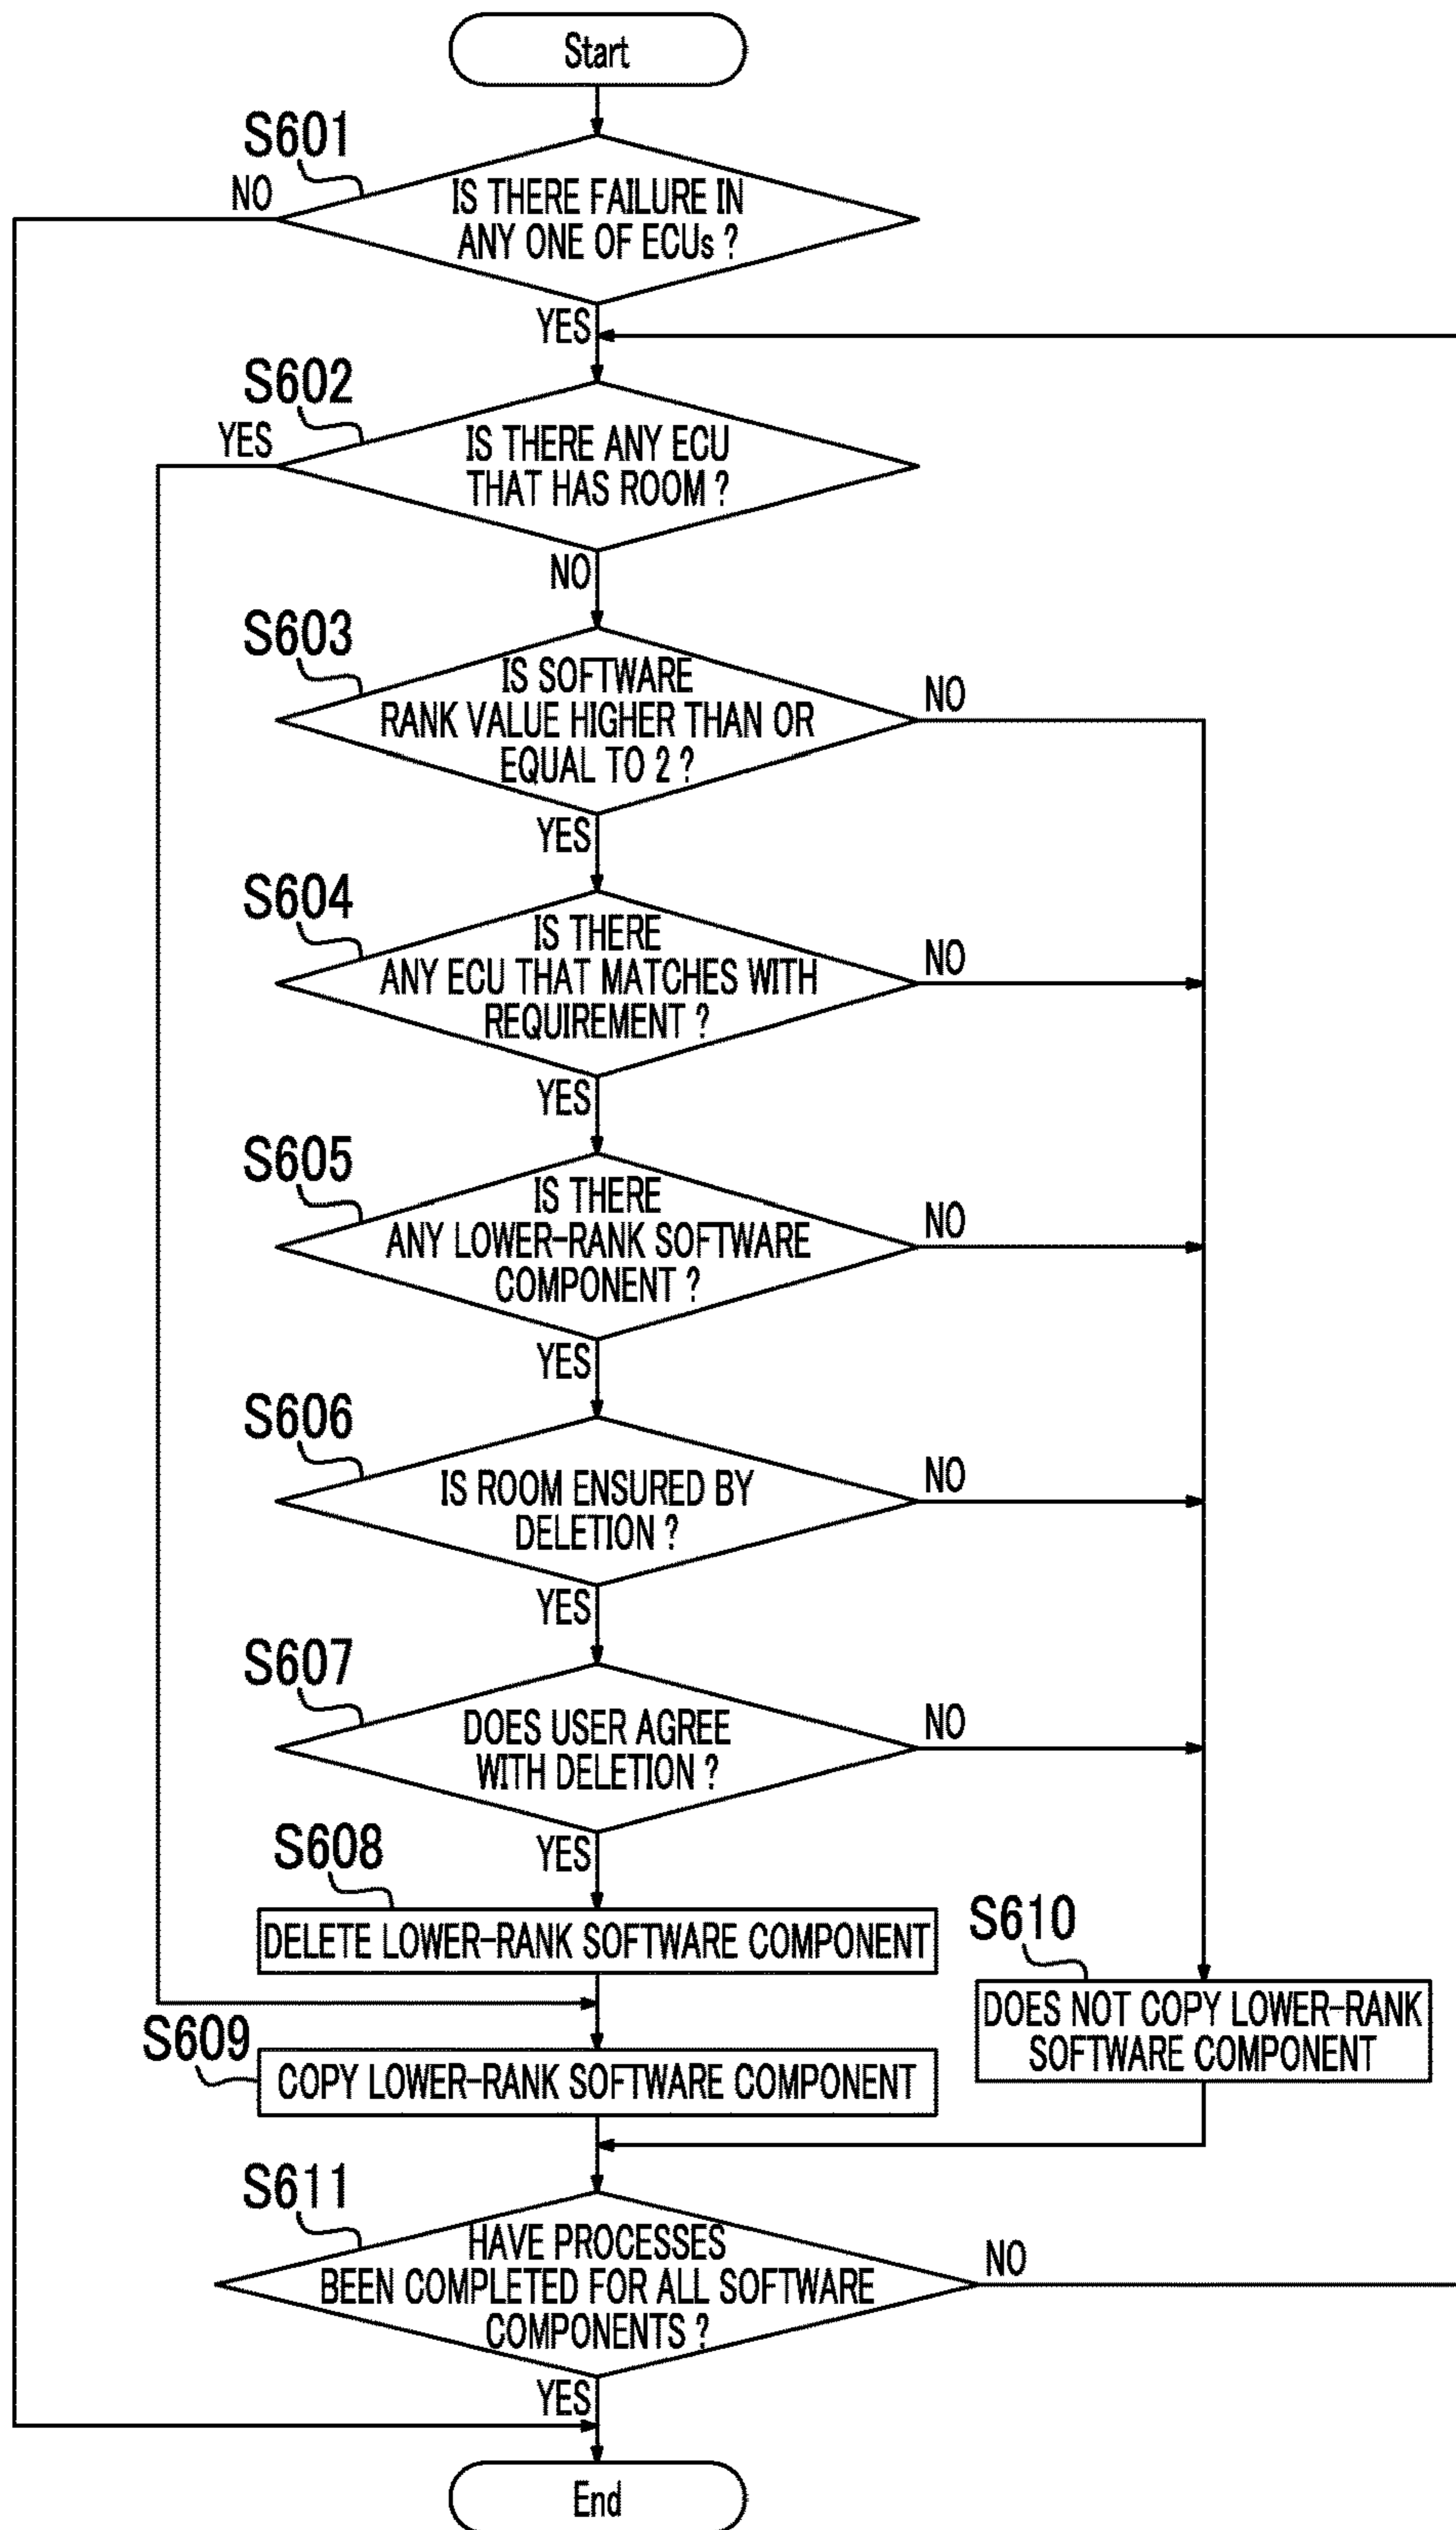 Start
S601
NO
IS THERE FAILURE IN
ANY ONE OF ECUs ?
YES
S602
YES
IS THERE ANY ECU
THAT HAS ROOM ?
NO
S603
IS SOFTWARE
RANK VALUE HIGHER THAN OR
EQUAL TO 2 ?
NO
YES
S604
IS THERE
ANY ECU THAT MATCHES WITH
REQUIREMENT ?
NO
YES
S605
IS THERE
ANY LOWER-RANK SOFTWARE
COMPONENT ?
NO
YES
S606
IS ROOM ENSURED BY
DELETION ?
NO
YES
S607
DOES USER AGREE
WITH DELETION ?
NO
YES
S608
DELETE LOWER-RANK SOFTWARE COMPONENT
S610
DOES NOT COPY LOWER-RANK
SOFTWARE COMPONENT
S609
COPY LOWER-RANK SOFTWARE COMPONENT
S611
HAVE PROCESSES
BEEN COMPLETED FOR ALL SOFTWARE
COMPONENTS ?
NO
YES
End